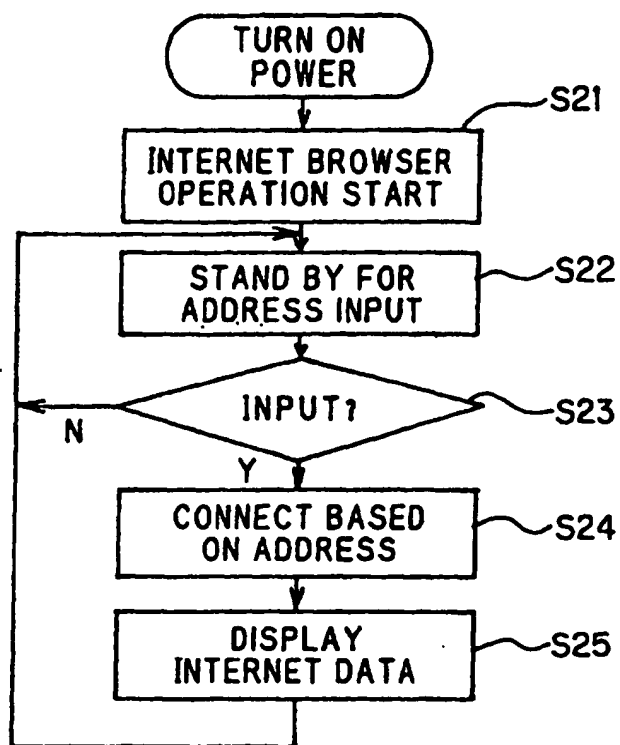 TURN ON
POWER
S21
INTERNET BROWSER
OPERATION START
S22
STAND BY FOR
ADDRESS INPUT
INPUT?
S23
N
Y
CONNECT BASED
ON ADDRESS
S24
DISPLAY
INTERNET DATA
S25